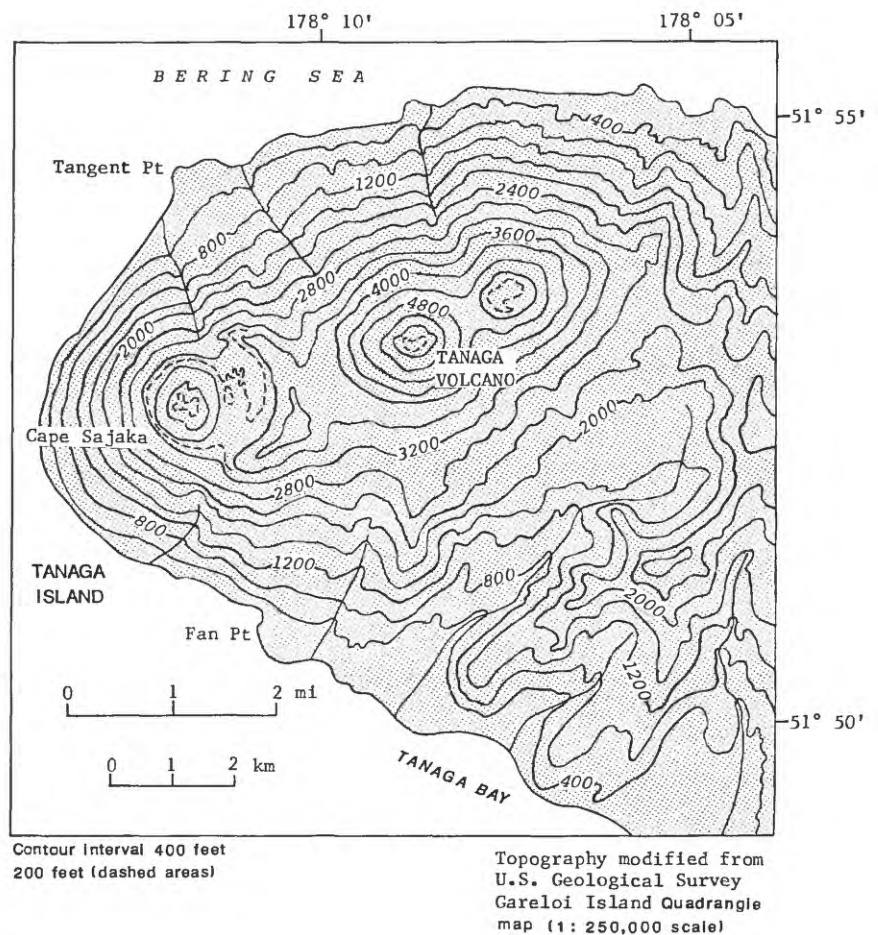 178° 10'
178° 05'
BERING SEA
51° 55'
400
Tangent Pt
1200
2400
800
3600
2800
4000
2000
4800
TANAGA
VOLCANO
Cape Sajaka
2000
3200
2800
800
1200
800
TANAGA
ISLAND
2000
Fan Pt
1200
0 1 2 mi
51° 50'
0 1 2 km
TANAGA BAY
400
Contour interval 400 feet
200 feet (dashed areas)
Topography modified from
U.S. Geological Survey
Gareloi Island Quadrangle
map (1: 250,000 scale)